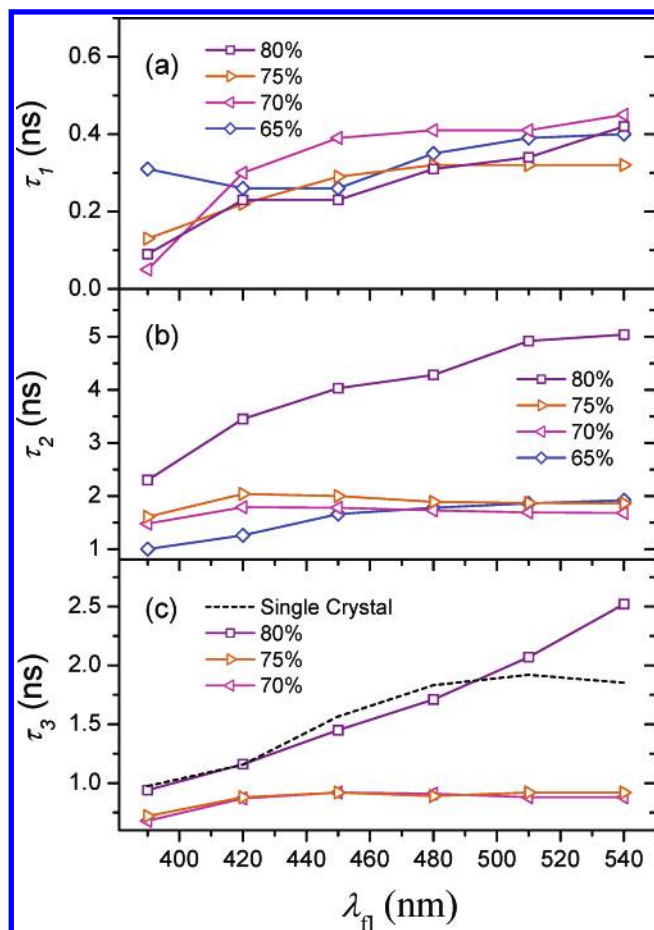 (a)
80%
75%
70%
65%
0.6
0.4
0.2
0.0
τ1 (ns)
(b)
80%
75%
70%
65%
5
4
3
2
1
τ2 (ns)
(c)
Single Crystal
80%
75%
70%
2.5
2.0
1.5
1.0
τ3 (ns)
400 420 440 460 480 500 520 540
λfl (nm)